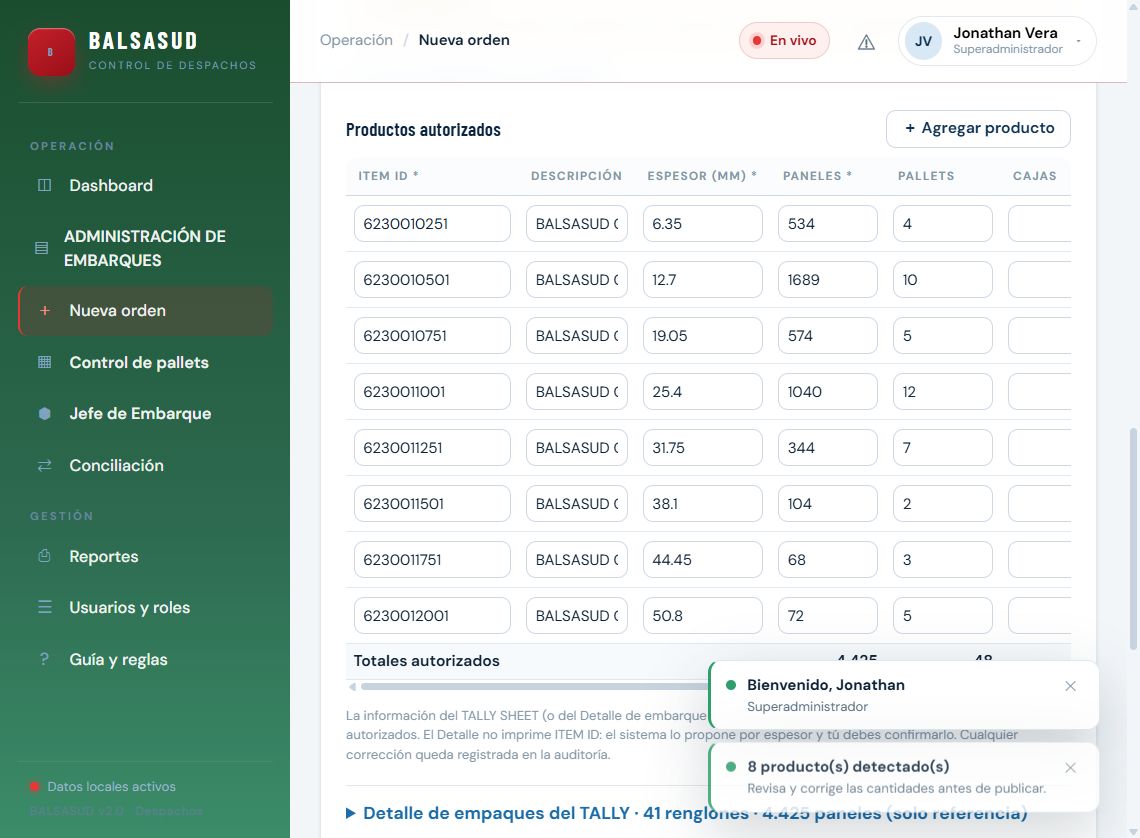 B
BALSASUD
CONTROL DE DESPACHOS
OPERACIÓN
Dashboard
ADMINISTRACIÓN DE
EMBARQUES
Nueva orden
Control de pallets
Jefe de Embarque
Conciliación
GESTIÓN
Reportes
Usuarios y roles
Guía y reglas
Datos locales activos
BALSASUD v2.0 · Despachos
Operación / Nueva orden
En vivo
JV
Jonathan Vera
Superadministrador
Productos autorizados
+ Agregar producto
ITEM ID * DESCRIPCIÓN ESPESOR (MM) * PANELES * PALLETS CAJAS
6230010251 BALSASUD 6.35 534 4
6230010501 BALSASUD 12.7 1689 10
6230010751 BALSASUD 19.05 574 5
6230011001 BALSASUD 25.4 1040 12
6230011251 BALSASUD 31.75 344 7
6230011501 BALSASUD 38.1 104 2
6230011751 BALSASUD 44.45 68 3
6230012001 BALSASUD 50.8 72 5
Totales autorizados 4.425 48
La información del TALLY SHEET (o del Detalle de embarque
autorizados. El Detalle no imprime ITEM ID: el sistema lo propone por espesor y tú debes confirmarlo. Cualquier
corrección queda registrada en la auditoría.
Detalle de empaques del TALLY · 41 renglones · 4.425 paneles (solo referencia)
Bienvenido, Jonathan
Superadministrador
8 producto(s) detectado(s)
Revisa y corrige las cantidades antes de publicar.